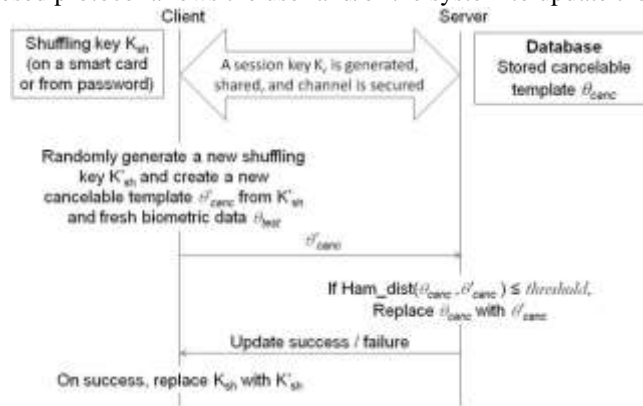 Client
Server
Shuffling key K_sh
(on a smart card
or from password)
A session key K_r is generated,
shared, and channel is secured
Database
Stored cancelable
template θ_canc
Randomly generate a new shuffling
key K'_sh and create a new
cancelable template θ'_canc from K'_sh
and fresh biometric data θ_test
θ'_canc
If Ham_dist(θ_canc, θ'_canc) ≤ threshold,
Replace θ_canc with θ'_canc
Update success / failure
On success, replace K_sh with K'_sh